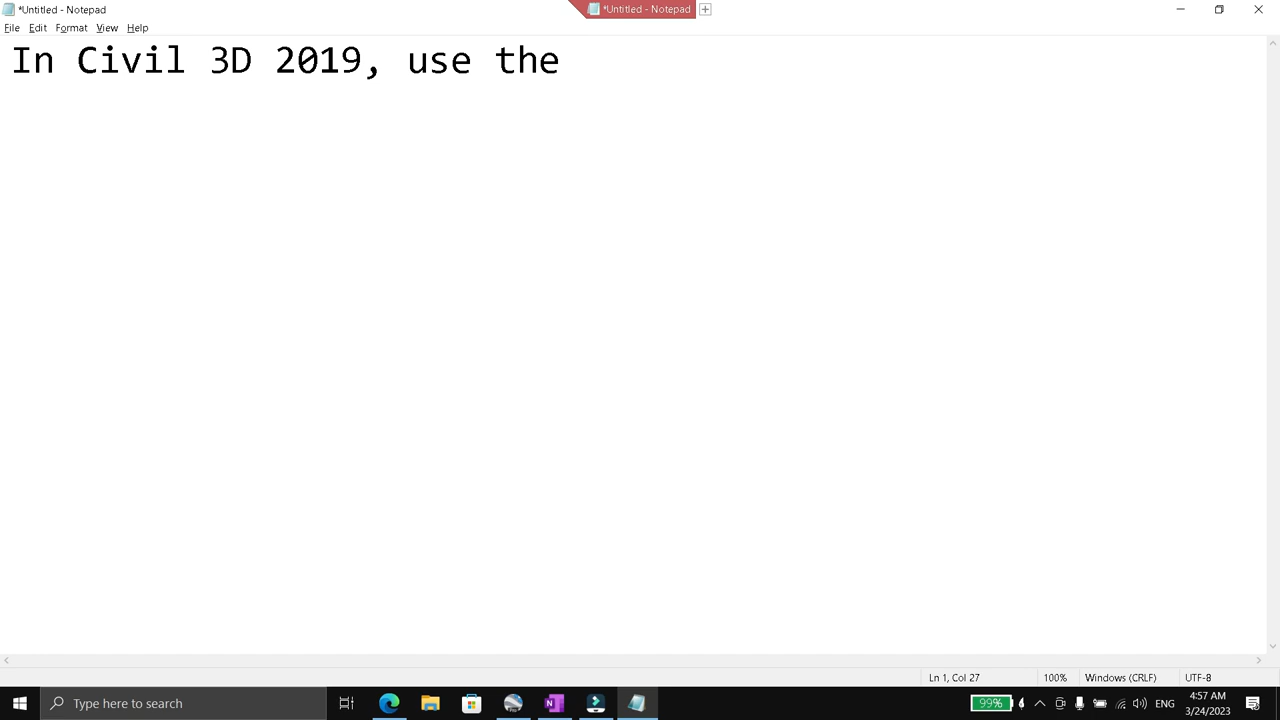 *Untitled - Notepad
*Untitled - Notepad
File Edit Format View Help
In Civil 3D 2019, use the
Ln 1, Col 27 100% Windows (CRLF) UTF-8
Type here to search
99%
ENG
4:57 AM
3/24/2023